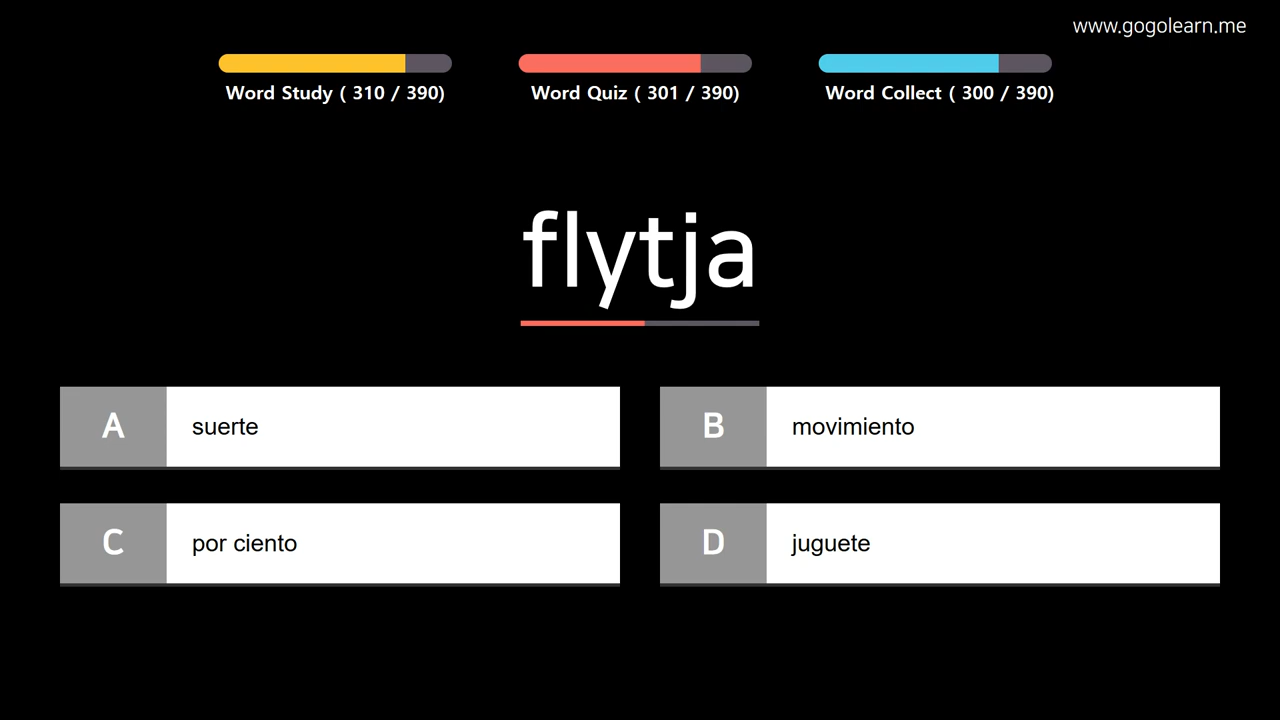 www.gogolearn.me
Word Study ( 310 / 390)
Word Quiz ( 301 / 390)
Word Collect ( 300 / 390)
flytja
A suerte
B movimiento
C por ciento
D juguete